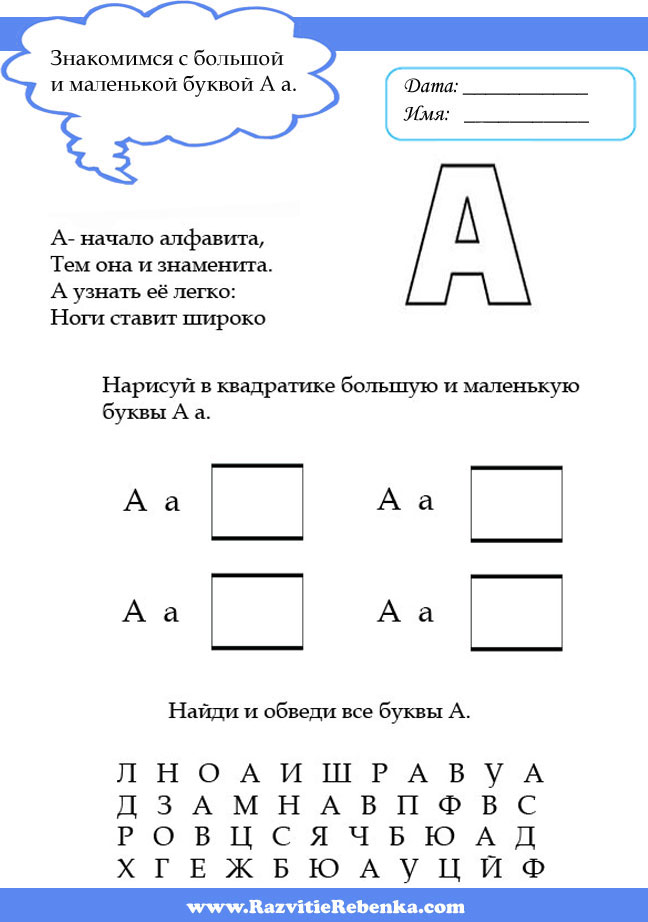 Знакомимся с большой
и маленькой буквой А а.
Дата: ____________
Имя: ____________
А
А- начало алфавита,
Тем она и знаменита.
А узнать её легко:
Ноги ставит широко
Нарисуй в квадратике большую и маленькую
буквы А а.
А а
А а
А а
А а
Найди и обведи все буквы А.
Л Н О А И Ш Р А В У А
Д З А М Н А В П Ф В С
Р О В Ц С Я Ч Б Ю А Д
Х Г Е Ж Б Ю А У Ц Й Ф
www.RazvitieRebenka.com